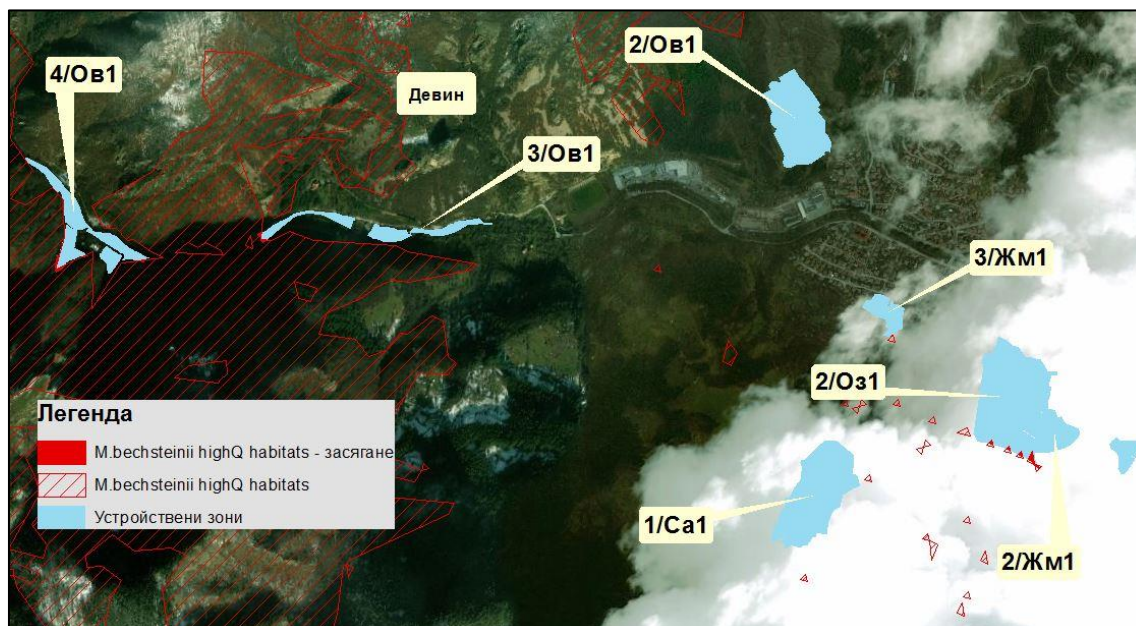 2/Ов1
4/Ов1
Девин
3/Ов1
3/Жм1
2/Оз1
Легенда
M.bechsteinii highQ habitats - засягане
M.bechsteinii highQ habitats
Устройствени зони
1/Са1
2/Жм1